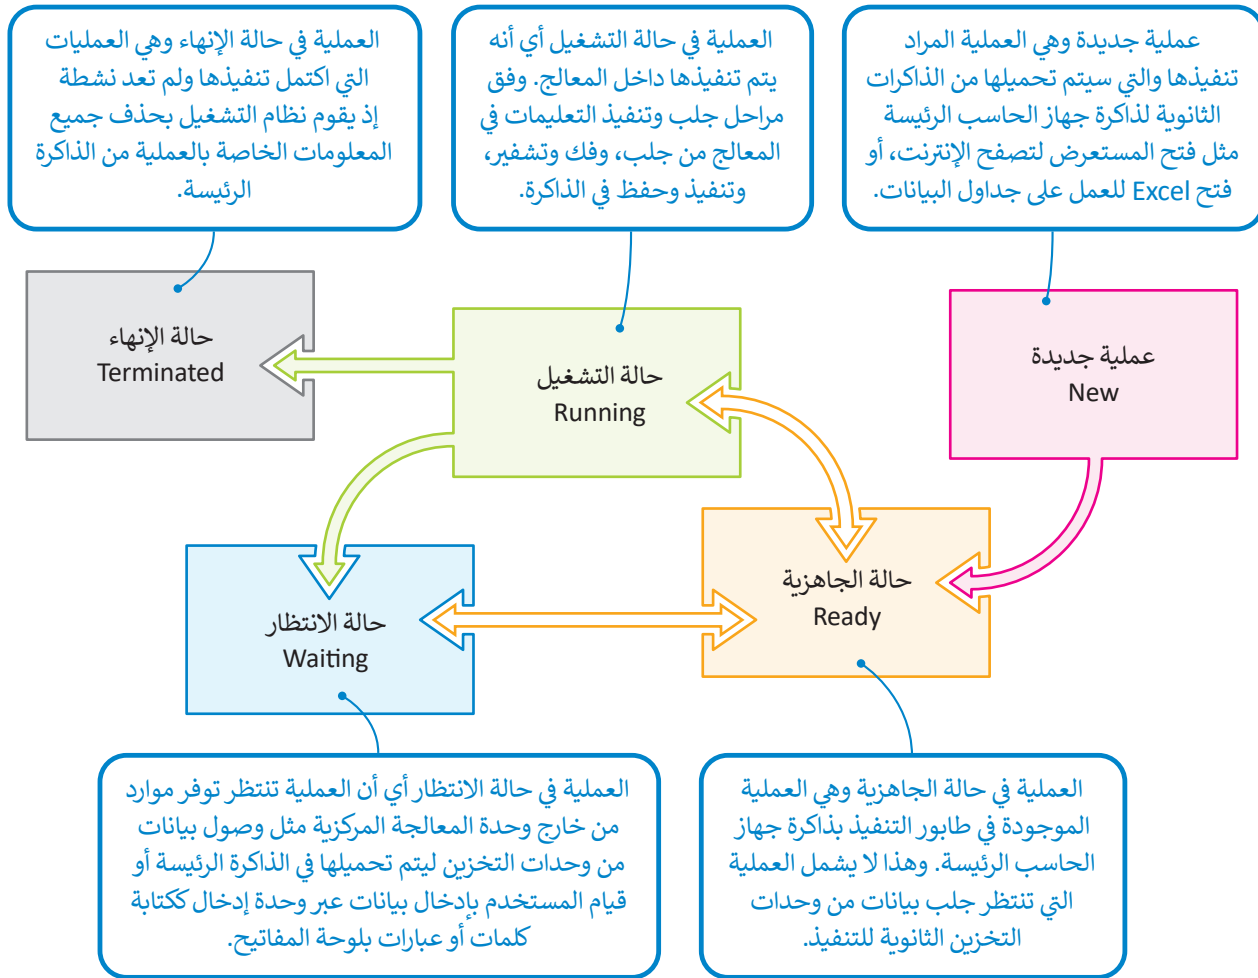 عملية جديدة وهي العملية المراد
تنفيذها والتي سيتم تحميلها من الذاكرات
الثانوية لذاكرة جهاز الحاسب الرئيسة
مثل فتح المستعرض لتصفح الإنترنت، أو
فتح Excel للعمل على جداول البيانات.
العملية في حالة التشغيل أي أنه
يتم تنفيذها داخل المعالج. وفق
مراحل جلب وتنفيذ التعليمات في
المعالج من جلب، وفك وتشفير،
وتنفيذ وحفظ في الذاكرة.
العملية في حالة الإنهاء وهي العمليات
التي اكتمل تنفيذها ولم تعد نشطة
إذ يقوم نظام التشغيل بحذف جميع
المعلومات الخاصة بالعملية من الذاكرة
الرئيسة.
عملية جديدة
New
حالة التشغيل
Running
حالة الإنهاء
Terminated
حالة الجاهزية
Ready
حالة الانتظار
Waiting
العملية في حالة الجاهزية وهي العملية
الموجودة في طابور التنفيذ بذاكرة جهاز
الحاسب الرئيسة. وهذا لا يشمل العملية
التي تنتظر جلب بيانات من وحدات
التخزين الثانوية للتنفيذ.
العملية في حالة الانتظار أي أن العملية تنتظر توفر موارد
من خارج وحدة المعالجة المركزية مثل وصول بيانات
من وحدات التخزين ليتم تحميلها في الذاكرة الرئيسة أو
قيام المستخدم بإدخال بيانات عبر وحدة إدخال ككتابة
كلمات أو عبارات بلوحة المفاتيح.